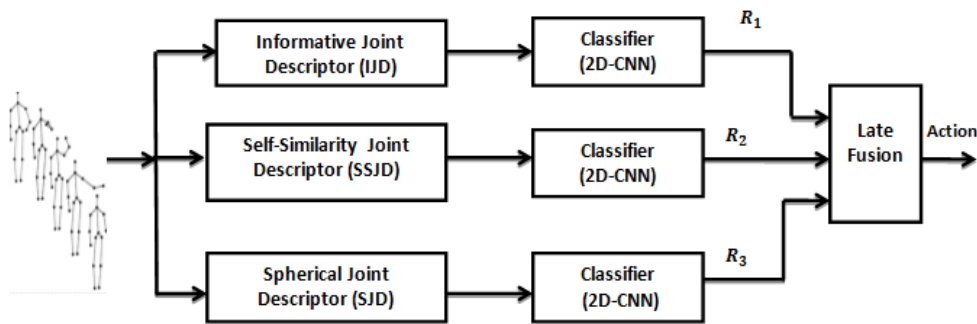 R₁
Informative Joint
Descriptor (IJD)
Classifier
(2D-CNN)
Self-Similarity Joint
Descriptor (SSJD)
Classifier
(2D-CNN)
R₂
Late
Fusion
Action
Spherical Joint
Descriptor (SJD)
Classifier
(2D-CNN)
R₃